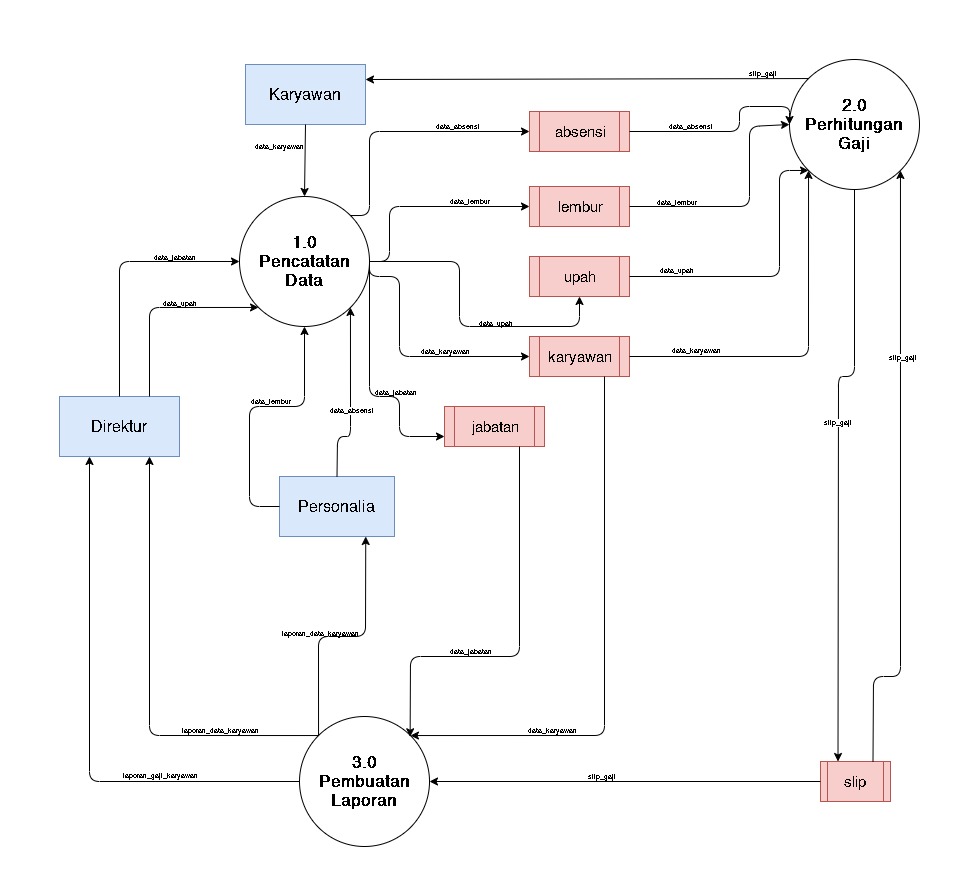 slip_gaji
Karyawan
2.0
Perhitungan
Gaji
data_absensi
absensi
data_absensi
data_karyawan
data_lembur
lembur
data_lembur
1.0
Pencatatan
Data
data_jabatan
upah
data_upah
data_upah
data_upah
data_karyawan
karyawan
data_karyawan
slip_gaji
data_jabatan
data_lembur
data_absensi
Direktur
jabatan
slip_gaji
Personalia
laporan_data_karyawan
data_jabatan
laporan_data_karyawan
data_karyawan
3.0
Pembuatan
Laporan
laporan_gaji_karyawan
slip_gaji
slip